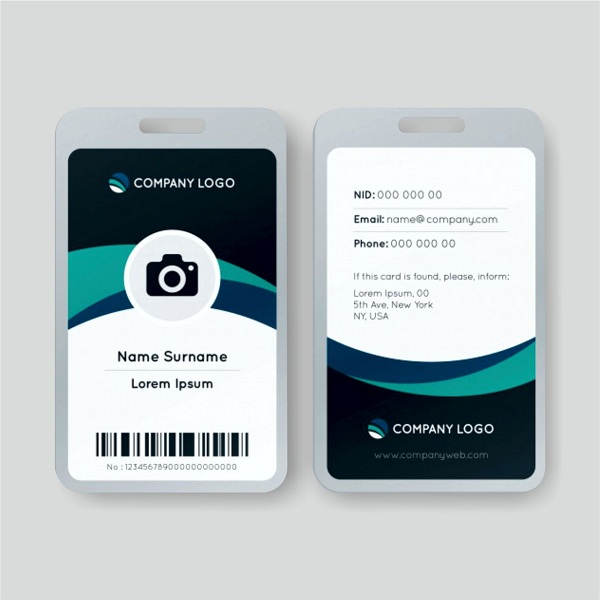 COMPANY LOGO
Name Surname
Lorem Ipsum
No : 123456789000000000000
NID: 000 000 00
Email: name@company.com
Phone: 000 000 00
If this card is found, please, inform:
Lorem Ipsum, 00
5th Ave, New York
NY, USA
COMPANY LOGO
www.companyweb.com